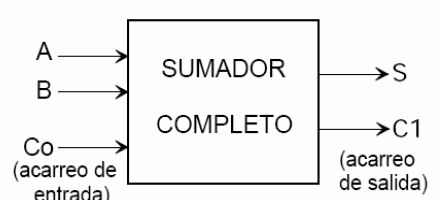 A
B
Co
(acarreo de
entrada)
SUMADOR
COMPLETO
S
C1
(acarreo
de salida)